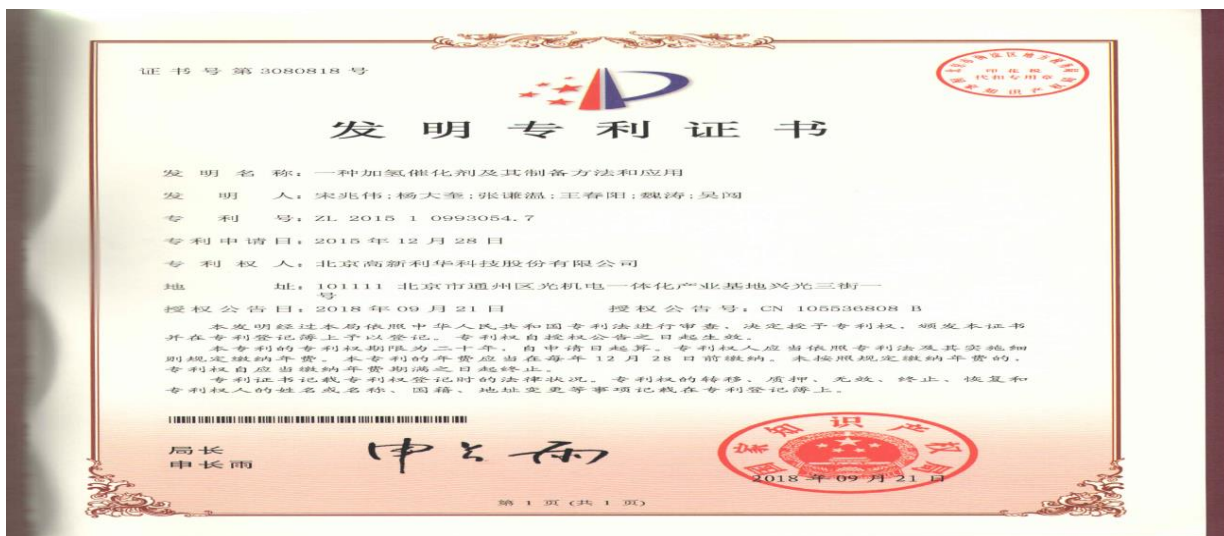 证书号第3080818号
印花税
代扣专用章
发明专利证书
发明名称：一种加氢催化剂及其制备方法和应用
发明人：宋兆伟;杨大奎;张谦温;王春阳;魏涛;吴闯
专利号：ZL 2015 1 0993054.7
专利申请日：2015年12月28日
专利权人：北京高新利华科技股份有限公司
地址：101111 北京市通州区光机电一体化产业基地兴光三街一
号
授权公告日：2018年09月21日 授权公告号：CN 105536808 B
本发明经过本局依照中华人民共和国专利法进行审查，决定授予专利权，颁发本证书
并在专利登记簿上予以登记。专利权自授权公告之日起生效。
本专利的专利权期限为二十年，自申请日起算。专利权人应当依照专利法及其实施细
则规定缴纳年费。本专利的年费应当在每年12月28日前缴纳。未按照规定缴纳年费的，
专利权自应当缴纳年费期满之日起终止。
专利证书记载专利权登记时的法律状况。专利权的转移、质押、无效、终止、恢复和
专利权人的姓名或名称、国籍、地址变更等事项记载在专利登记簿上。
局长
申长雨
申长雨
国家知识产权局
2018年09月21日
第1页(共1页)